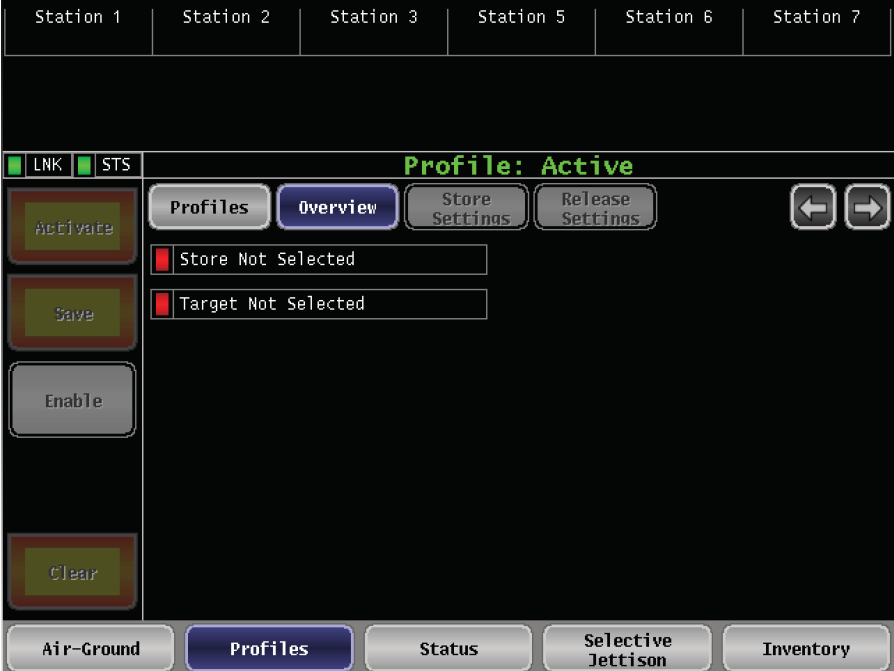 Station 1 Station 2 Station 3 Station 5 Station 6 Station 7
LNK STS Profile: Active
Profiles Overview Store Settings Release Settings
Activate
Store Not Selected
Target Not Selected
Save
Enable
Clear
Air-Ground Profiles Status Selective Jettison Inventory